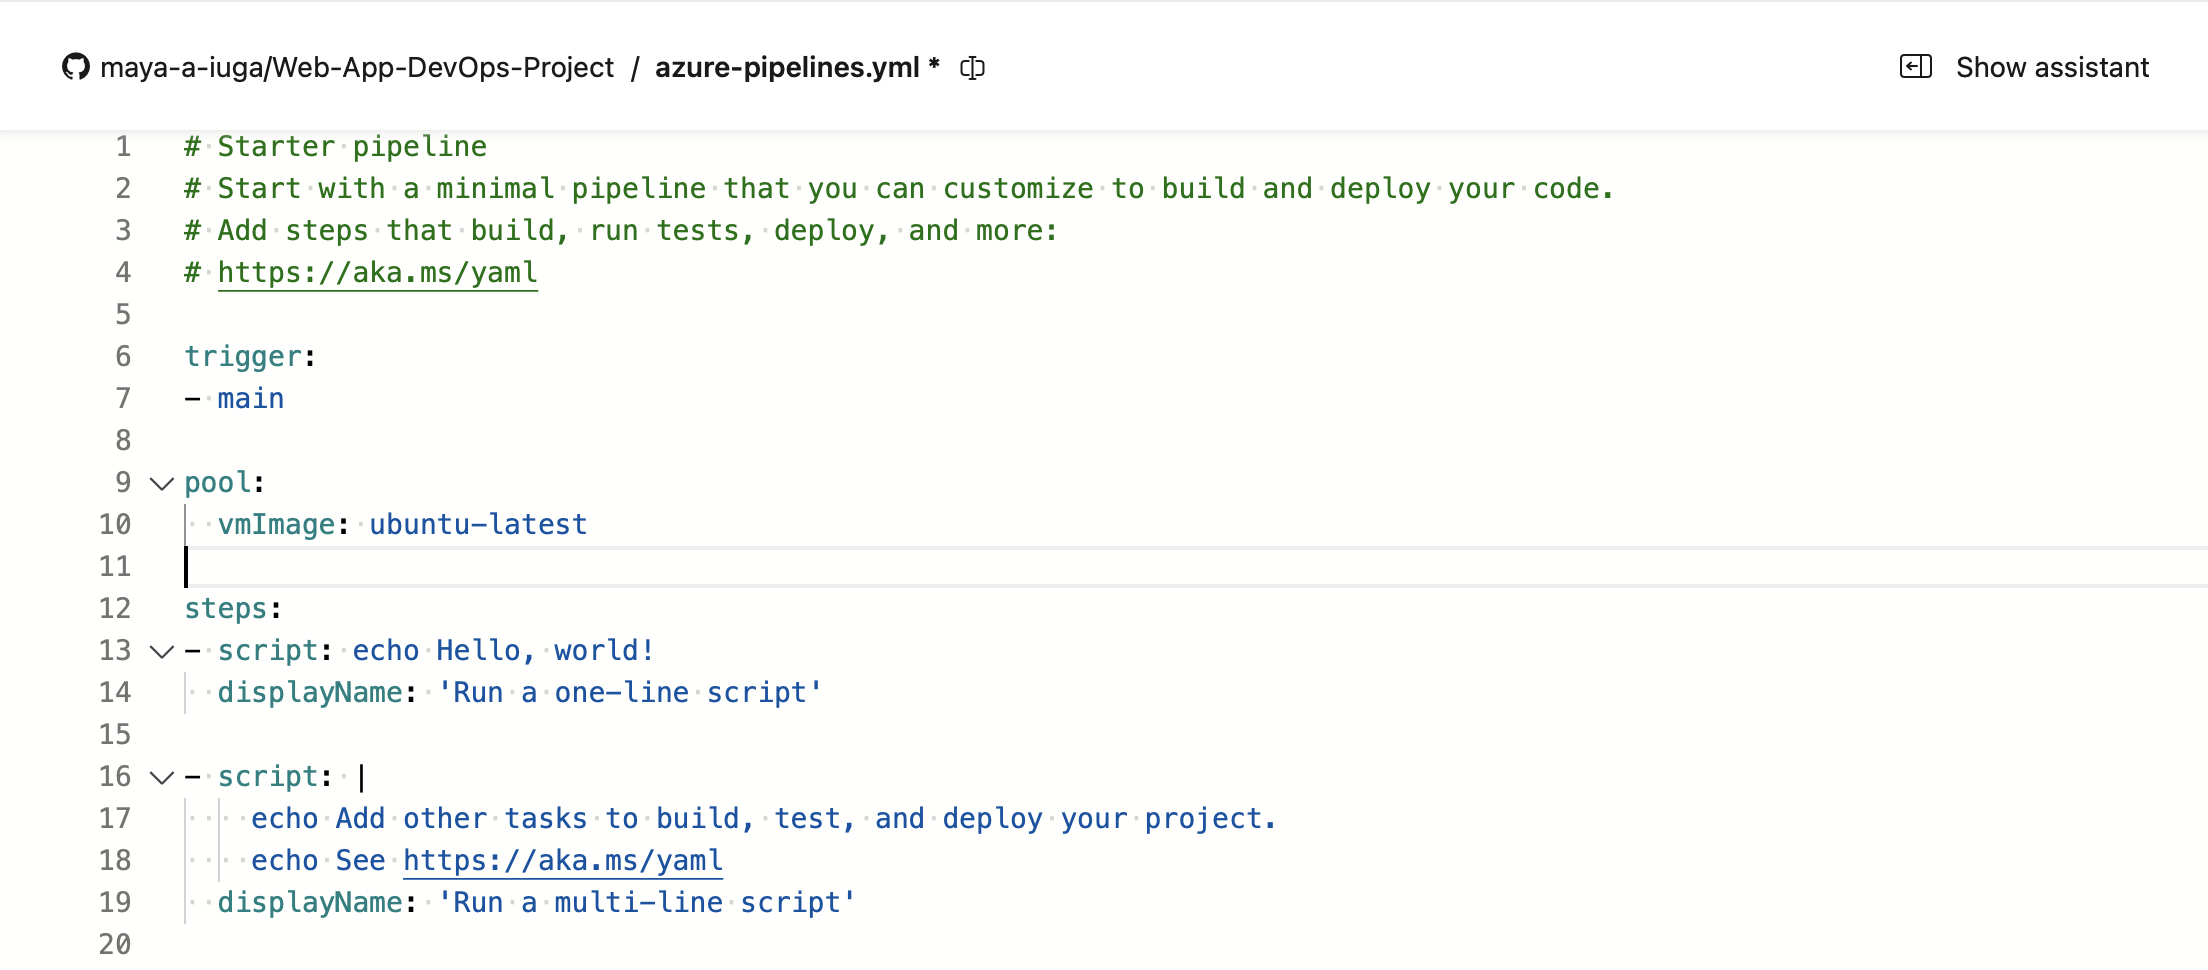 maya-a-iuga/Web-App-DevOps-Project / azure-pipelines.yml * Show assistant
1 # Starter pipeline
2 # Start with a minimal pipeline that you can customize to build and deploy your code.
3 # Add steps that build, run tests, deploy, and more:
4 # https://aka.ms/yaml
5
6 trigger:
7 - main
8
9 pool:
10   vmImage: ubuntu-latest
11
12 steps:
13 - script: echo Hello, world!
14   displayName: 'Run a one-line script'
15
16 - script: |
17     echo Add other tasks to build, test, and deploy your project.
18     echo See https://aka.ms/yaml
19   displayName: 'Run a multi-line script'
20